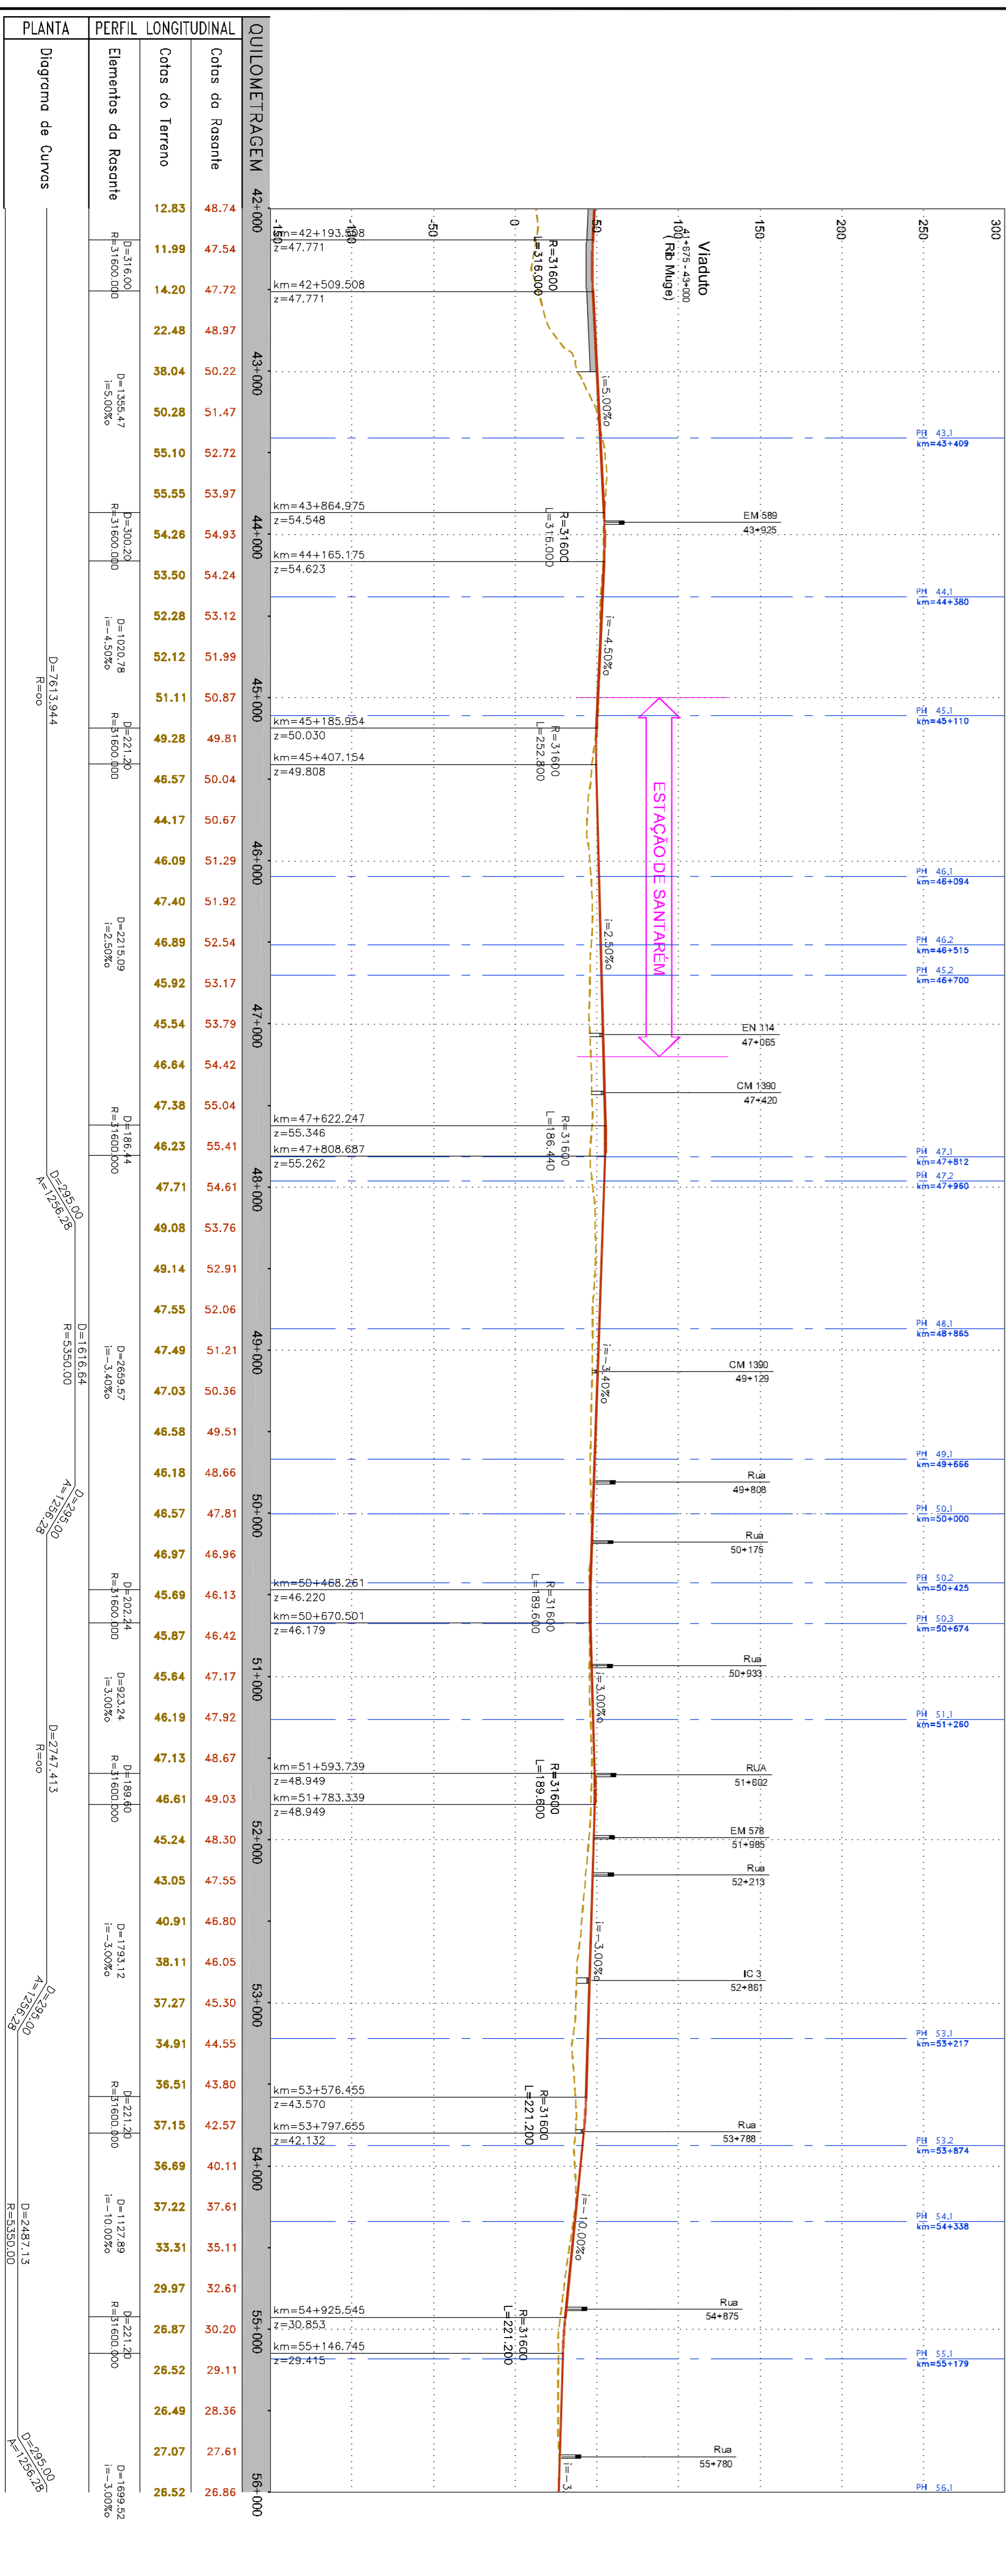 PLANTA
PERFIL LONGITUDINAL
QUILOMETRAGEM
Diagrama de Curvas
Elementos da Rasante
Cotas do Terreno
Cotas da Rasante
300
250
200
150
100
50
0
-50
-100
-150
Viaduto
41+675 - 43+000
( Rib Muge)
PH 43.1
km=43+409
EM 589
43+925
PH 44.1
km=44+380
PH 45.1
km=45+110
ESTAÇÃO DE SANTARÉM
PH 46.1
km=46+094
PH 46.2
km=46+515
PH 45.2
km=46+700
EN 114
47+065
CM 1390
47+420
PH 47.1
km=47+812
PH 47.2
km=47+960
PH 48.1
km=48+865
CM 1390
49+129
PH 49.1
km=49+666
Rua
49+808
PH 50.1
km=50+000
Rua
50+175
PH 50.2
km=50+425
PH 50.3
km=50+674
Rua
50+933
PH 51.1
km=51+260
RUA
51+602
EM 578
51+985
Rua
52+213
IC 3
52+861
PH 53.1
km=53+217
Rua
53+788
PH 53.2
km=53+874
PH 54.1
km=54+338
Rua
54+875
PH 55.1
km=55+179
Rua
55+780
PH 56.1
i=5.00%o
i=-4.50%o
i=2.50%o
i=-3.40%o
i=3.00%o
i=-3.00%o
i=-10.00%o
i=-3
R=31600
L=316.000
R=31600
L=316.000
R=31600
L=252.800
R=31600
L=186.440
R=31600
L=189.600
R=31600
L=189.600
R=31600
L=221.200
R=31600
L=221.200
km=42+193.508
z=47.771
km=42+509.508
z=47.771
km=43+864.975
z=54.548
km=44+165.175
z=54.623
km=45+185.954
z=50.030
km=45+407.154
z=49.808
km=47+622.247
z=55.346
km=47+808.687
z=55.262
km=50+468.261
z=46.220
km=50+670.501
z=46.179
km=51+593.739
z=48.949
km=51+783.339
z=48.949
km=53+576.455
z=43.570
km=53+797.655
z=42.132
km=54+925.545
z=30.853
km=55+146.745
z=29.415
42+000
43+000
44+000
45+000
46+000
47+000
48+000
49+000
50+000
51+000
52+000
53+000
54+000
55+000
56+000
12.83 48.74
11.99 47.54
14.20 47.72
22.48 48.97
38.04 50.22
50.28 51.47
55.10 52.72
55.55 53.97
54.26 54.93
53.50 54.24
52.28 53.12
52.12 51.99
51.11 50.87
49.28 49.81
46.57 50.04
44.17 50.67
46.09 51.29
47.40 51.92
46.89 52.54
45.92 53.17
45.54 53.79
46.64 54.42
47.38 55.04
46.23 55.41
47.71 54.61
49.08 53.76
49.14 52.91
47.55 52.06
47.49 51.21
47.03 50.36
46.58 49.51
46.18 48.66
46.57 47.81
46.97 46.96
45.69 46.13
45.87 46.42
45.64 47.17
46.19 47.92
47.13 48.67
46.61 49.03
45.24 48.30
43.05 47.55
40.91 46.80
38.11 46.05
37.27 45.30
34.91 44.55
36.51 43.80
37.15 42.57
36.69 40.11
37.22 37.61
33.31 35.11
29.97 32.61
26.87 30.20
26.52 29.11
26.49 28.36
27.07 27.61
26.52 26.86
D=316.00
R=31600.000
D=1355.47
i=5.00%o
D=300.20
R=31600.000
D=1020.78
i=-4.50%o
D=221.20
R=31600.000
D=2215.09
i=2.50%o
D=186.44
R=31600.000
D=2659.57
i=-3.40%o
D=202.24
R=31600.000
D=923.24
i=3.00%o
D=189.60
R=31600.000
D=1793.12
i=-3.00%o
D=221.20
R=31600.000
D=1127.89
i=-10.00%o
D=221.20
R=31600.000
D=1699.52
i=-3.00%o
D=7613.944
R=oo
D=295.00
A=1256.28
D=1616.64
R=5350.00
D=295.00
A=1256.28
D=2747.413
R=oo
D=295.00
A=1256.28
D=2487.13
R=5350.00
D=295.00
A=1256.28